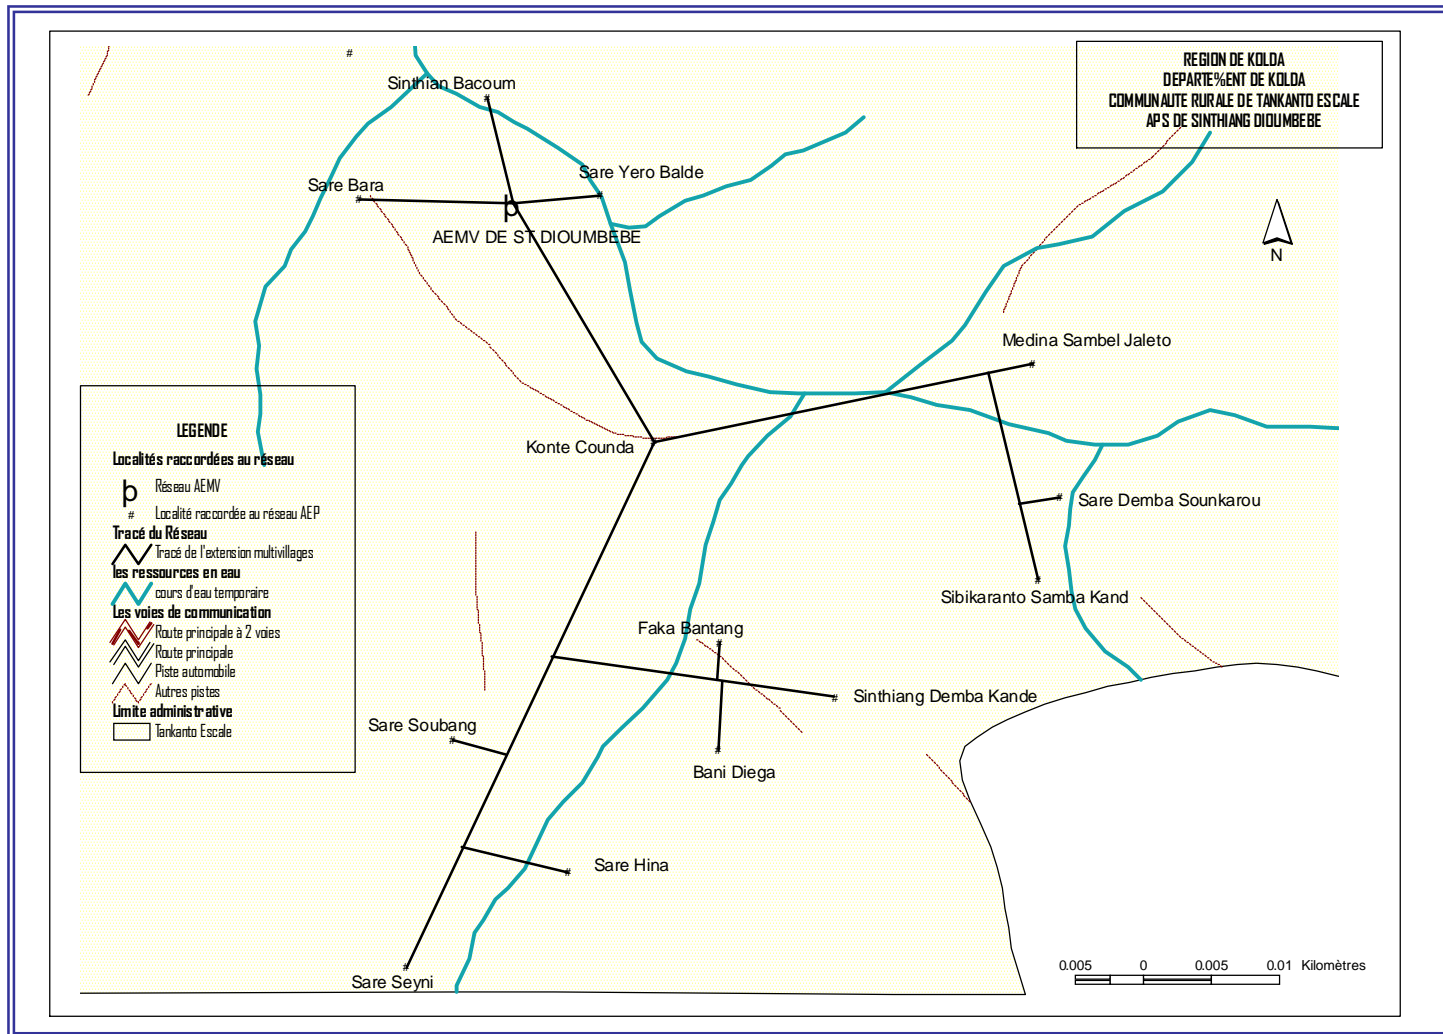 REGION DE KOLDA
DEPARTE%ENT DE KOLDA
COMMUNAUTE RURALE DE TANKANTO ESCALE
APS DE SINTHIANG DIOUMBEBE
Sinthian Bacoum
Sare Yero Balde
Sare Bara
AEMV DE ST DIOUMBEBE
N
Medina Sambel Jaleto
Konte Counda
Sare Demba Sounkarou
Sibikaranto Samba Kand
Faka Bantang
Sinthiang Demba Kande
Sare Soubang
Bani Diega
Sare Hina
Sare Seyni
LEGENDE
Localités raccordées au réseau
þ Réseau AEMV
# Localité raccordée au réseau AEP
Tracé du Réseau
Tracé de l'extension multivillages
les ressources en eau
cours d'eau temporaire
Les voies de communication
Route principale à 2 voies
Route principale
Piste automobile
Autres pistes
Limite administrative
Tankanto Escale
0.005 0 0.005 0.01 Kilomètres